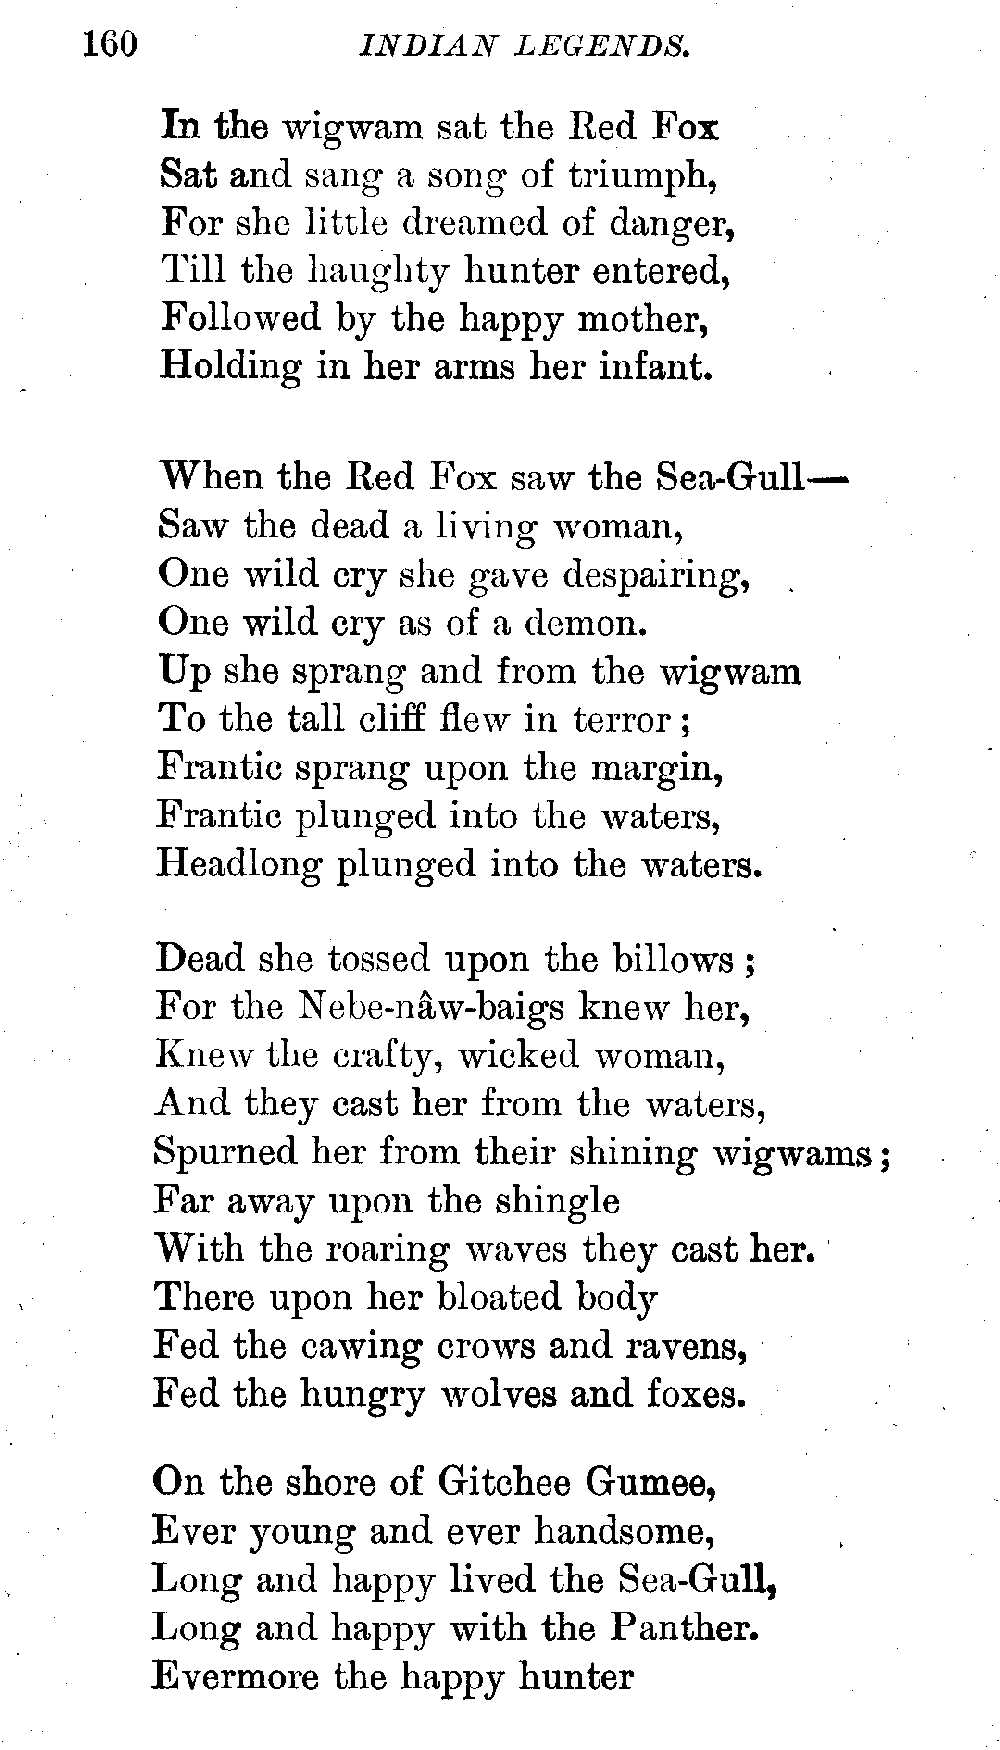 160 INDIAN LEGENDS.
In the wigwam sat the Red Fox
Sat and sang a song of triumph,
For she little dreamed of danger,
Till the haughty hunter entered,
Followed by the happy mother,
Holding in her arms her infant.
When the Red Fox saw the Sea-Gull—
Saw the dead a living woman,
One wild cry she gave despairing,
One wild cry as of a demon.
Up she sprang and from the wigwam
To the tall cliff flew in terror;
Frantic sprang upon the margin,
Frantic plunged into the waters,
Headlong plunged into the waters.
Dead she tossed upon the billows;
For the Nebe-nâw-baigs knew her,
Knew the crafty, wicked woman,
And they cast her from the waters,
Spurned her from their shining wigwams;
Far away upon the shingle
With the roaring waves they cast her.
There upon her bloated body
Fed the cawing crows and ravens,
Fed the hungry wolves and foxes.
On the shore of Gitchee Gumee,
Ever young and ever handsome,
Long and happy lived the Sea-Gull,
Long and happy with the Panther.
Evermore the happy hunter